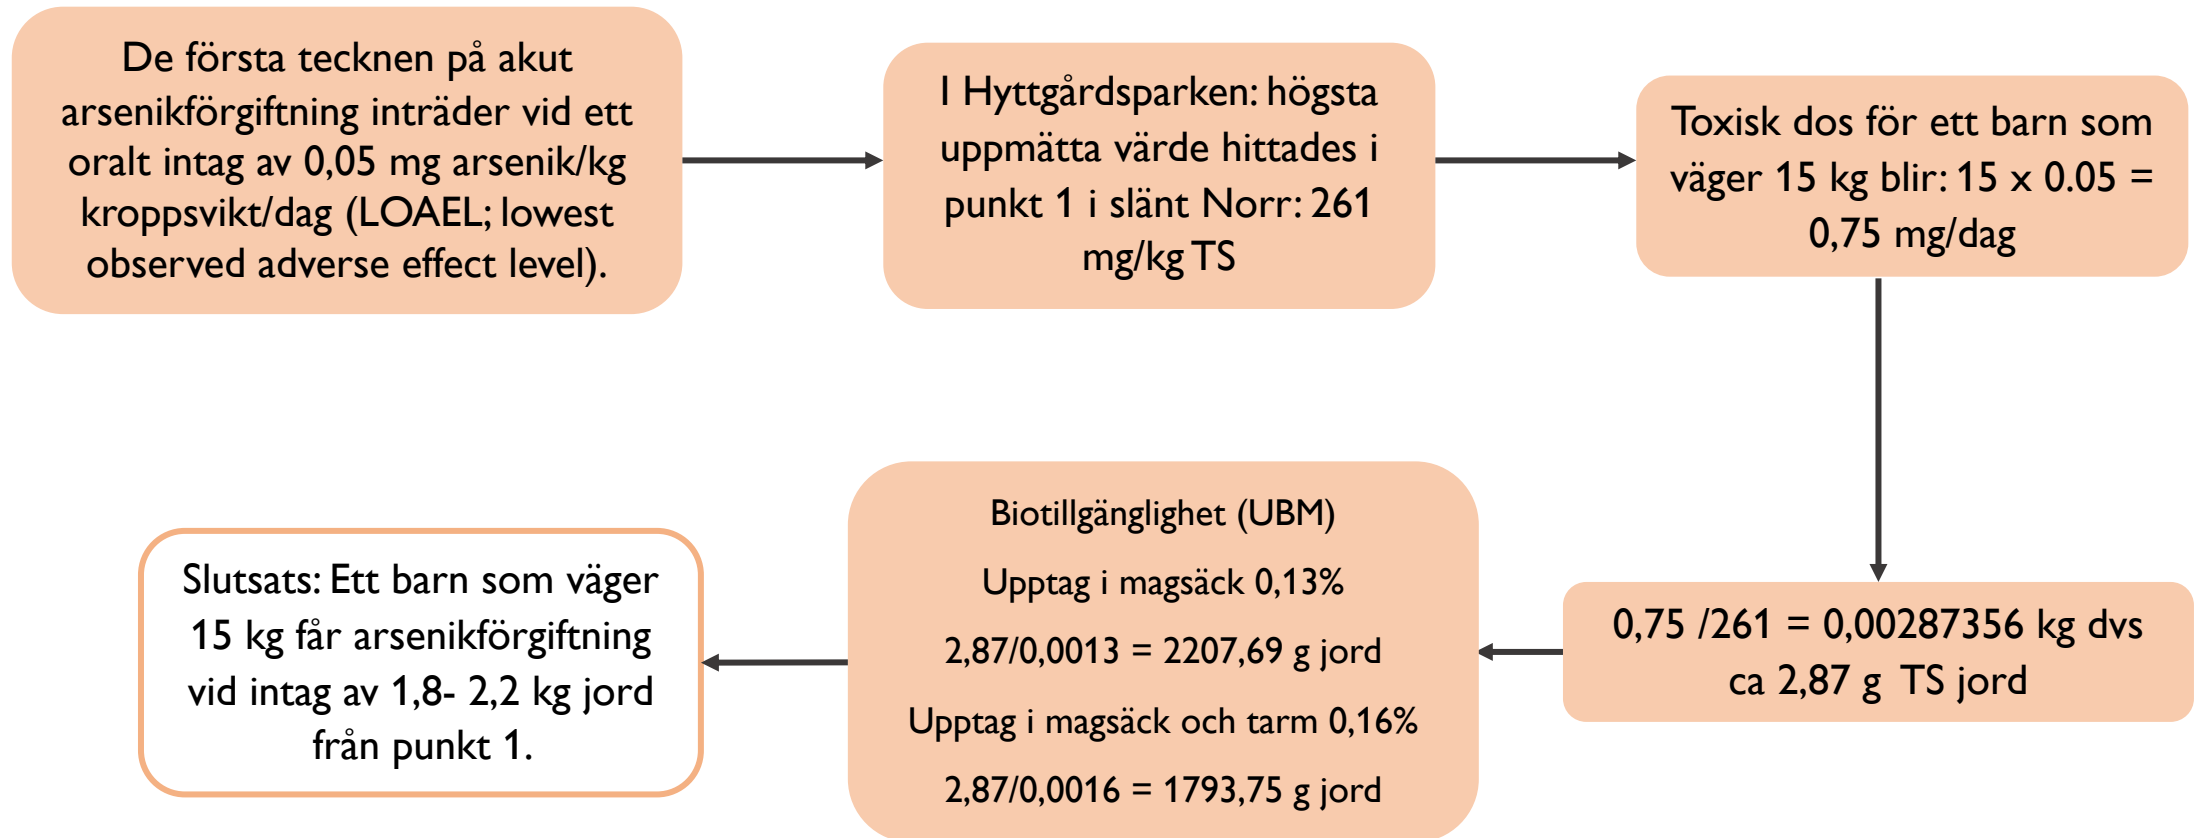 De första tecknen på akut
arsenikförgiftning inträder vid ett
oralt intag av 0,05 mg arsenik/kg
kroppsvikt/dag (LOAEL; lowest
observed adverse effect level).
I Hyttgårdsparken: högsta
uppmätta värde hittades i
punkt 1 i slänt Norr: 261
mg/kg TS
Toxisk dos för ett barn som
väger 15 kg blir: 15 x 0.05 =
0,75 mg/dag
0,75 /261 = 0,00287356 kg dvs
ca 2,87 g TS jord
Biotillgänglighet (UBM)
Upptag i magsäck 0,13%
2,87/0,0013 = 2207,69 g jord
Upptag i magsäck och tarm 0,16%
2,87/0,0016 = 1793,75 g jord
Slutsats: Ett barn som väger
15 kg får arsenikförgiftning
vid intag av 1,8- 2,2 kg jord
från punkt 1.